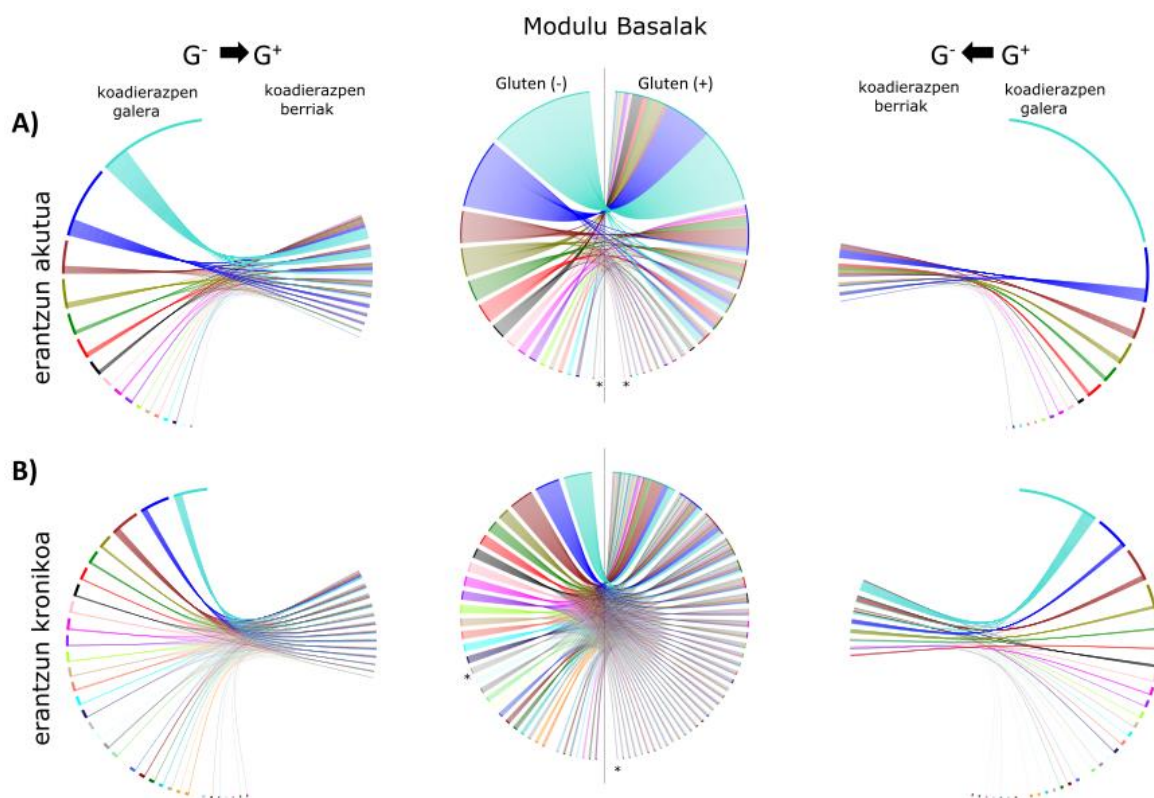 Modulu Basalak
G⁻ ➡ G⁺
koadierazpen galera
koadierazpen berriak
Gluten (-)
Gluten (+)
G⁻ ⬅ G⁺
koadierazpen berriak
koadierazpen galera
A)
erantzun akutua
*
*
B)
erantzun kronikoa
*
*